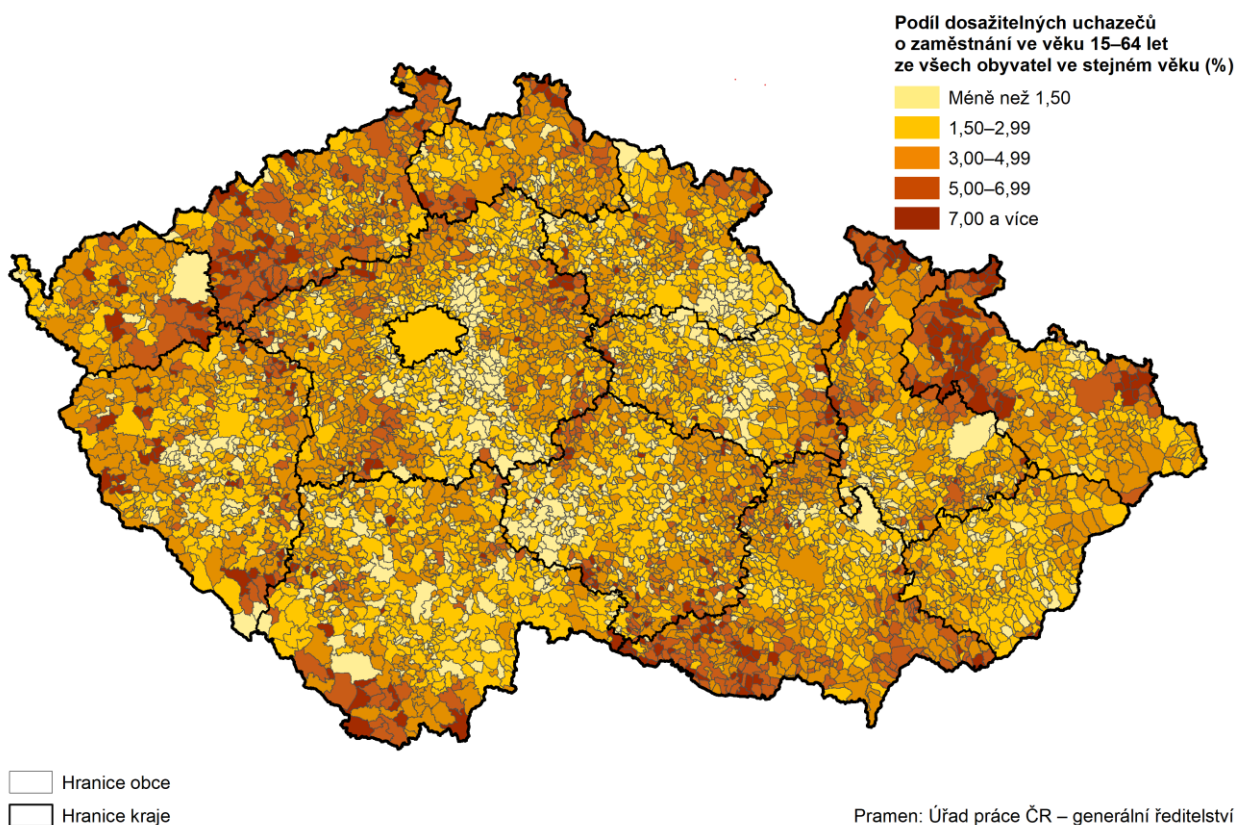 Podíl dosažitelných uchazečů
o zaměstnání ve věku 15–64 let
ze všech obyvatel ve stejném věku (%)
Méně než 1,50
1,50–2,99
3,00–4,99
5,00–6,99
7,00 a více
Hranice obce
Hranice kraje
Pramen: Úřad práce ČR – generální ředitelství